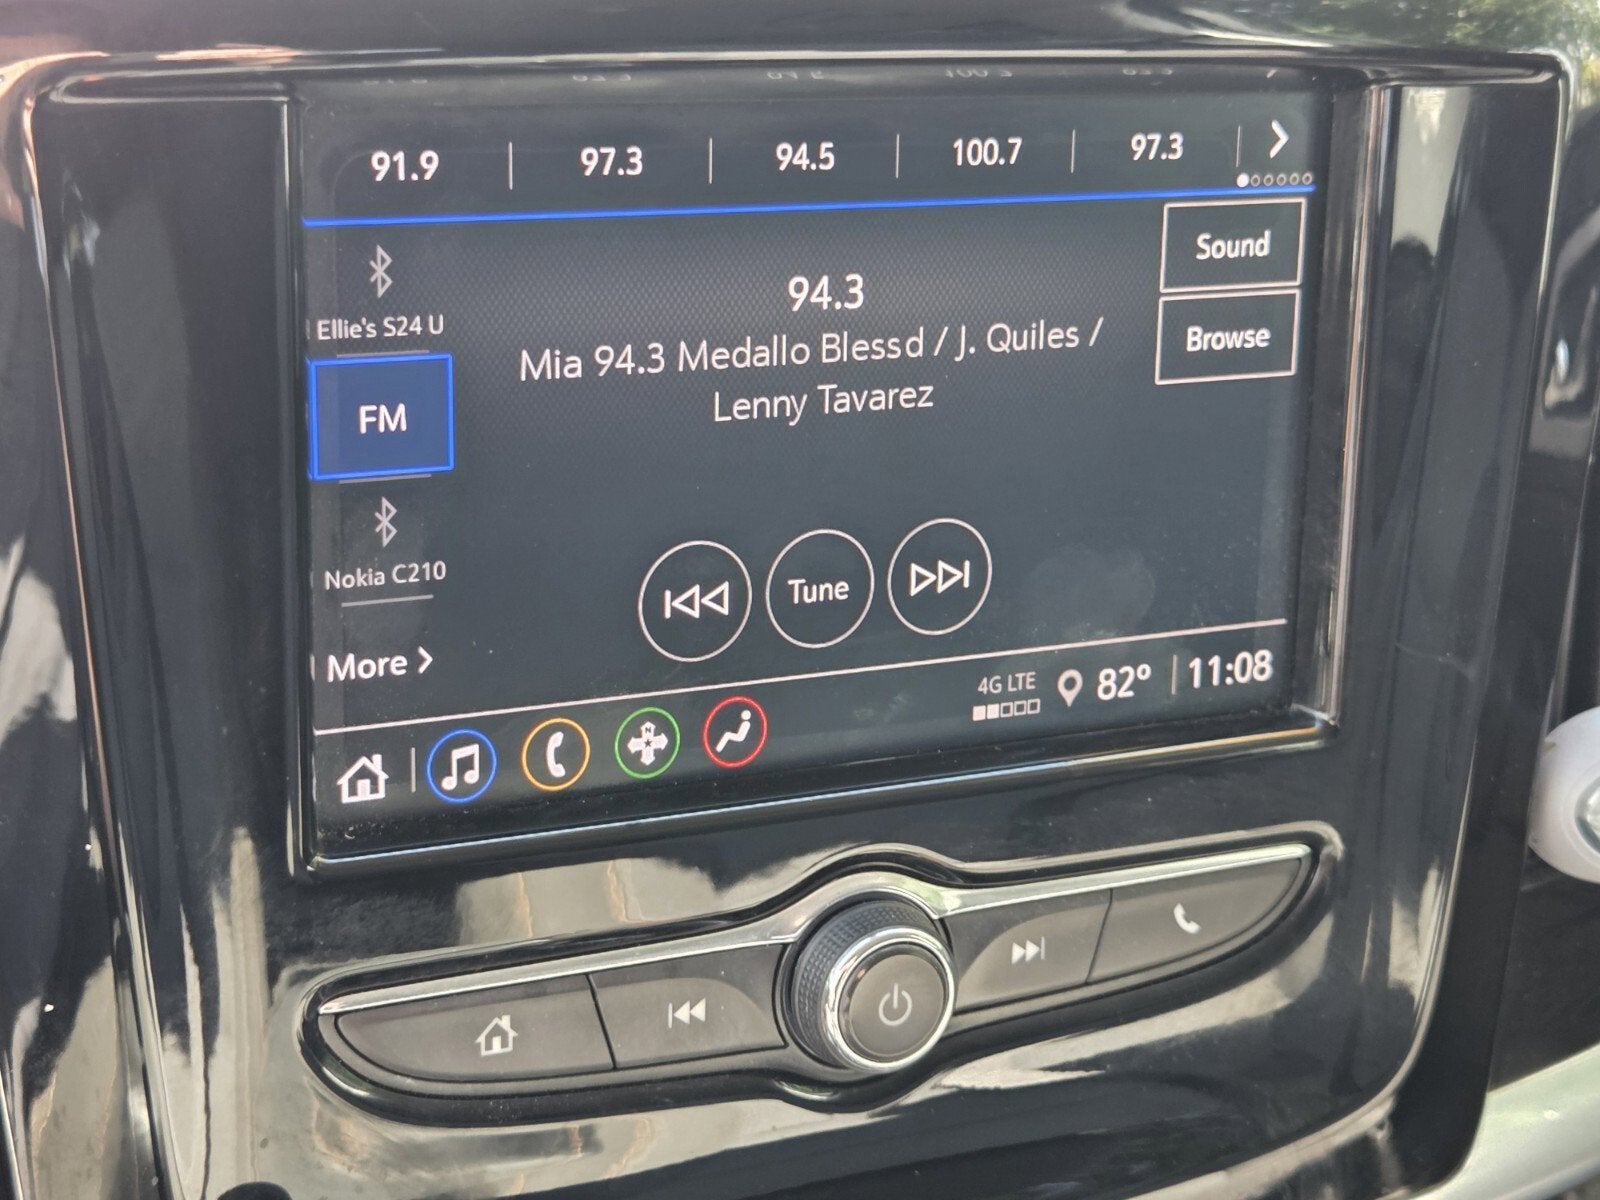 91.9 | 97.3 | 94.5 | 100.7 | 97.3
Sound
94.3
Ellie's S24 U
Mia 94.3 Medallo Blessd / J. Quiles /
Browse
FM
Lenny Tavarez
Nokia C210
Tune
More
4G LTE
82° | 11:08